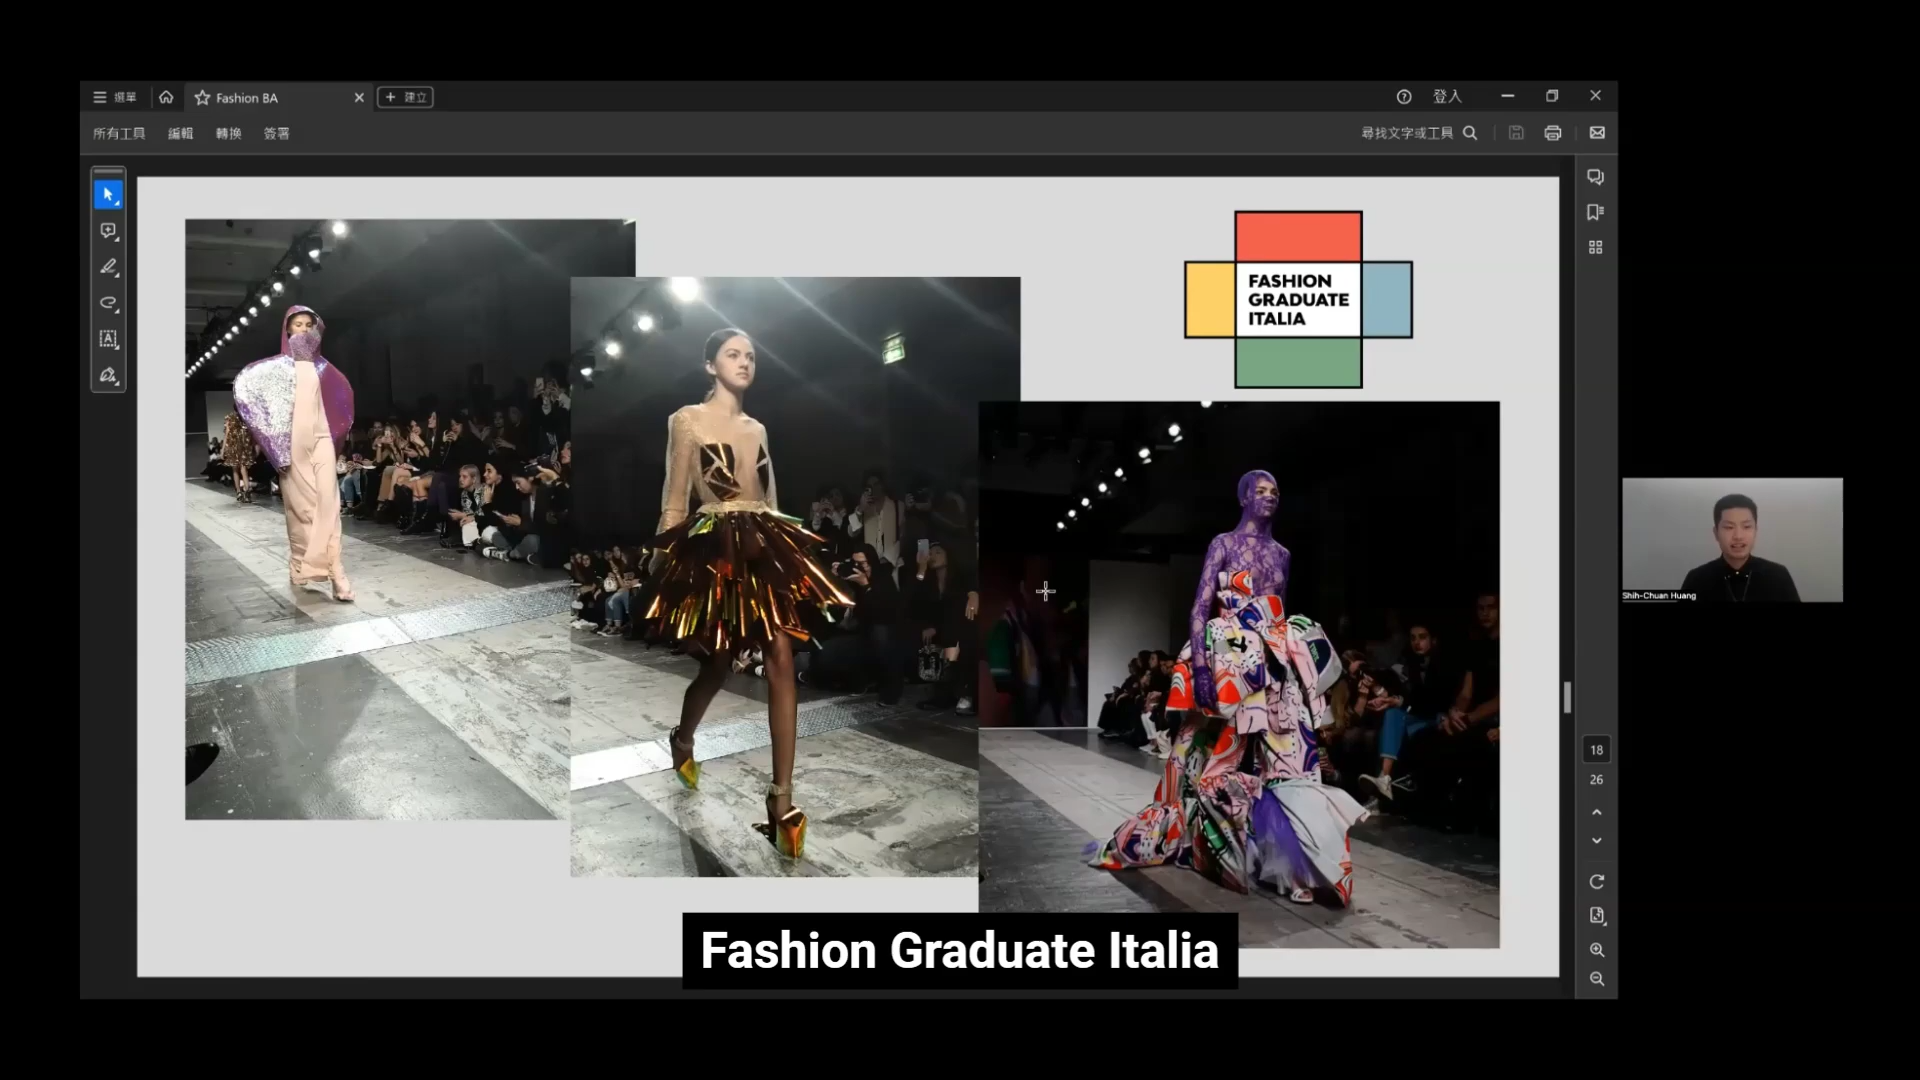 選單
Fashion BA
建立
登入
所有工具
編輯
轉換
簽署
尋找文字或工具
FASHION
GRADUATE
ITALIA
Shih-Chuan Huang
18
26
Fashion Graduate Italia